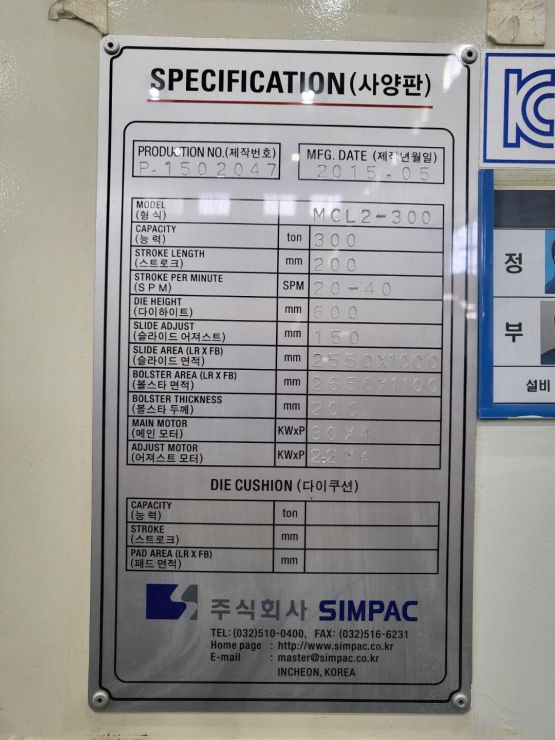 SPECIFICATION(사양판)
PRODUCTION NO.(제작번호) P.1502047
MFG. DATE (제작년월일) 2015.05
MODEL (형 식) MCL2-300
CAPACITY (능 력) ton 300
STROKE LENGTH (스트로크) mm 200
STROKE PER MINUTE (S P M) SPM 20-40
DIE HEIGHT (다이하이트) mm 600
SLIDE ADJUST (슬라이드 어져스트) mm 150
SLIDE AREA (LR X FB) (슬라이드 면적) mm 2550X1000
BOLSTER AREA (LR X FB) (볼스타 면적) mm 2650X1100
BOLSTER THICKNESS (볼스타 두께) mm 200
MAIN MOTOR (메인 모터) KWxP 30X4
ADJUST MOTOR (어져스트 모터) KWxP 2.2X4
DIE CUSHION (다이쿠션)
CAPACITY (능 력) ton
STROKE (스트로크) mm
PAD AREA (LR X FB) (패드 면적) mm
주식회사 SIMPAC
TEL: (032)510-0400, FAX: (032)516-6231
Home page : http://www.simpac.co.kr
E-mail : master@simpac.co.kr
INCHEON, KOREA
정
부
설비